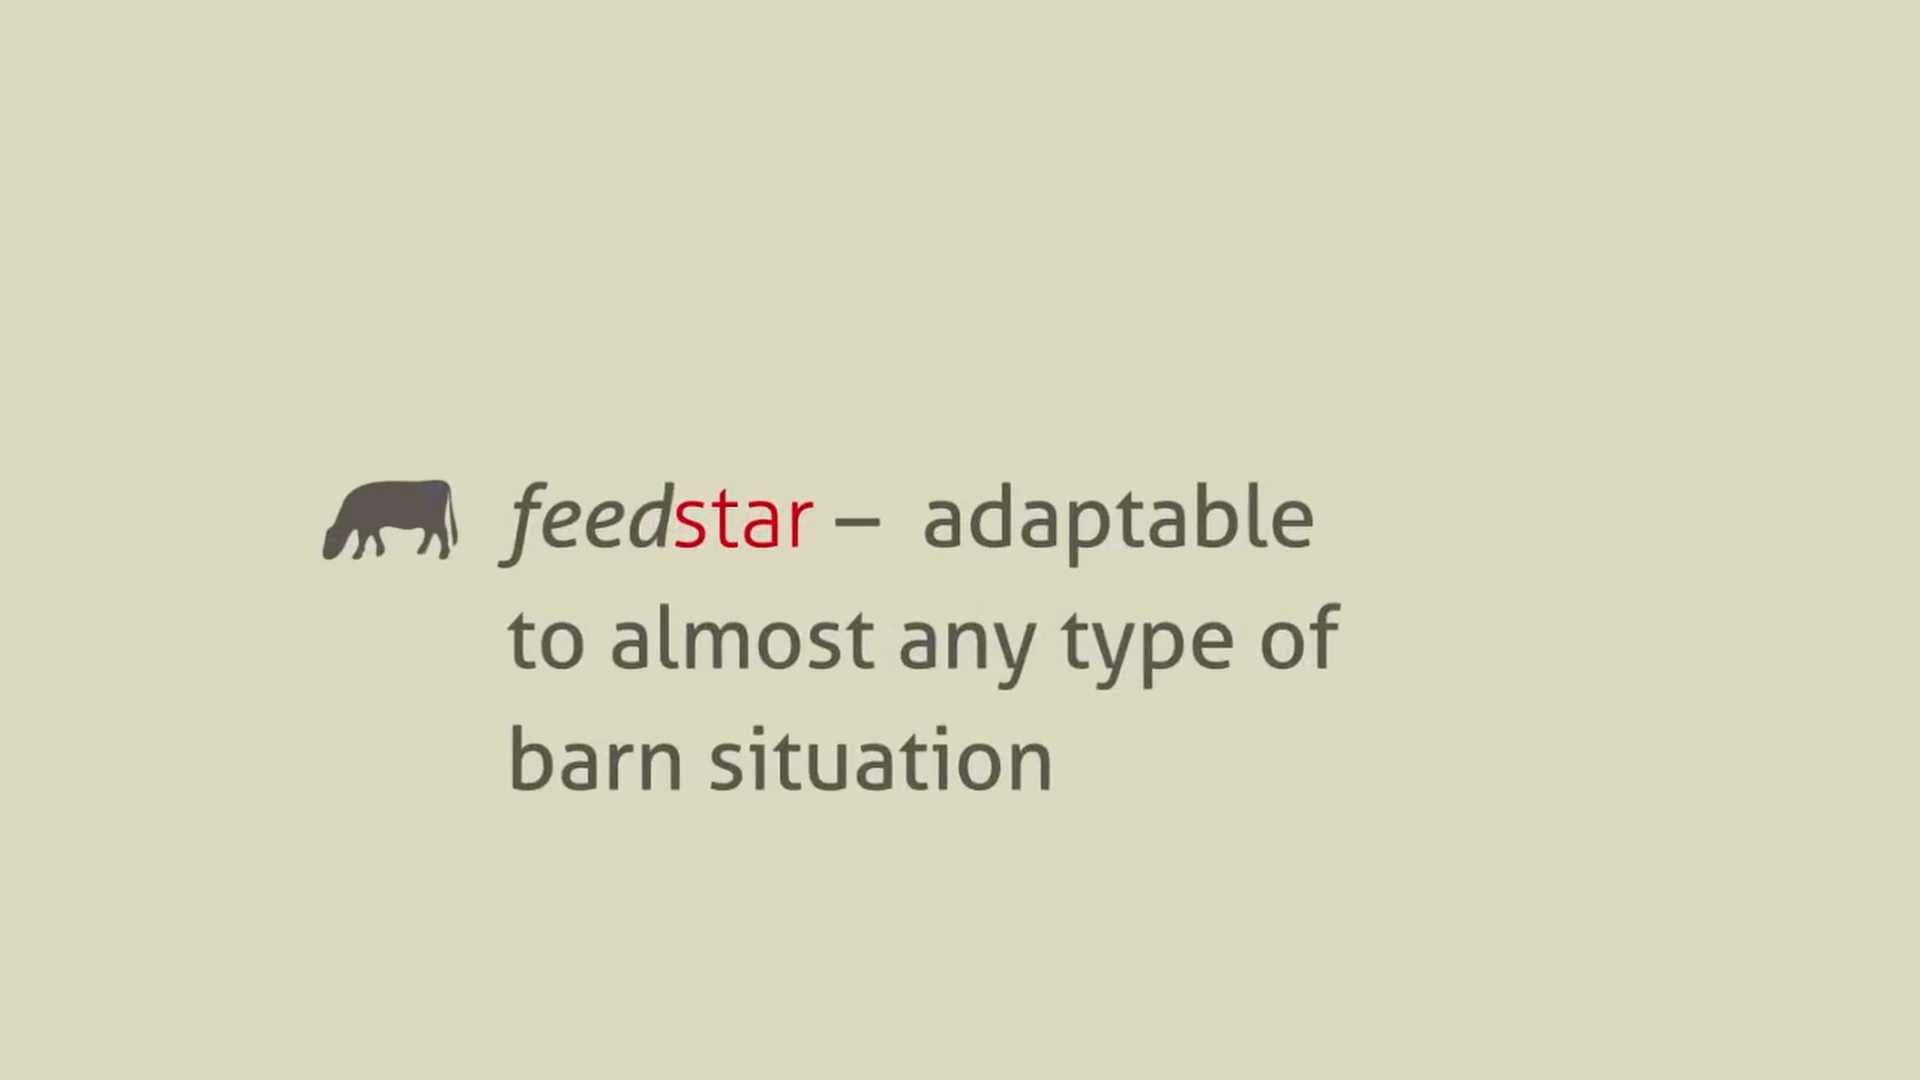 feedstar – adaptable
to almost any type of
barn situation